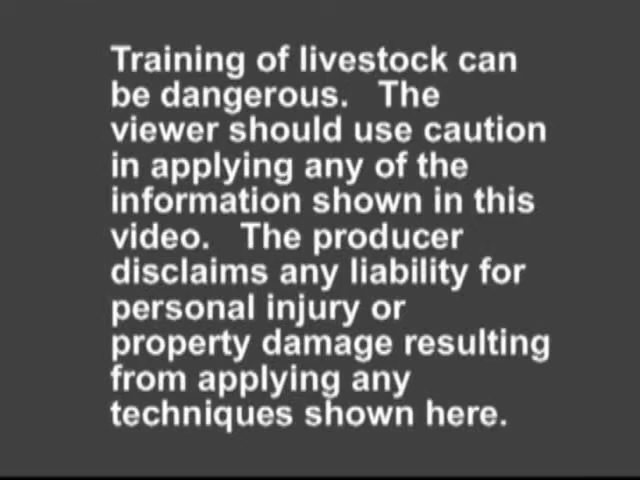 Training of livestock can
be dangerous.   The
viewer should use caution
in applying any of the
information shown in this
video.   The producer
disclaims any liability for
personal injury or
property damage resulting
from applying any
techniques shown here.